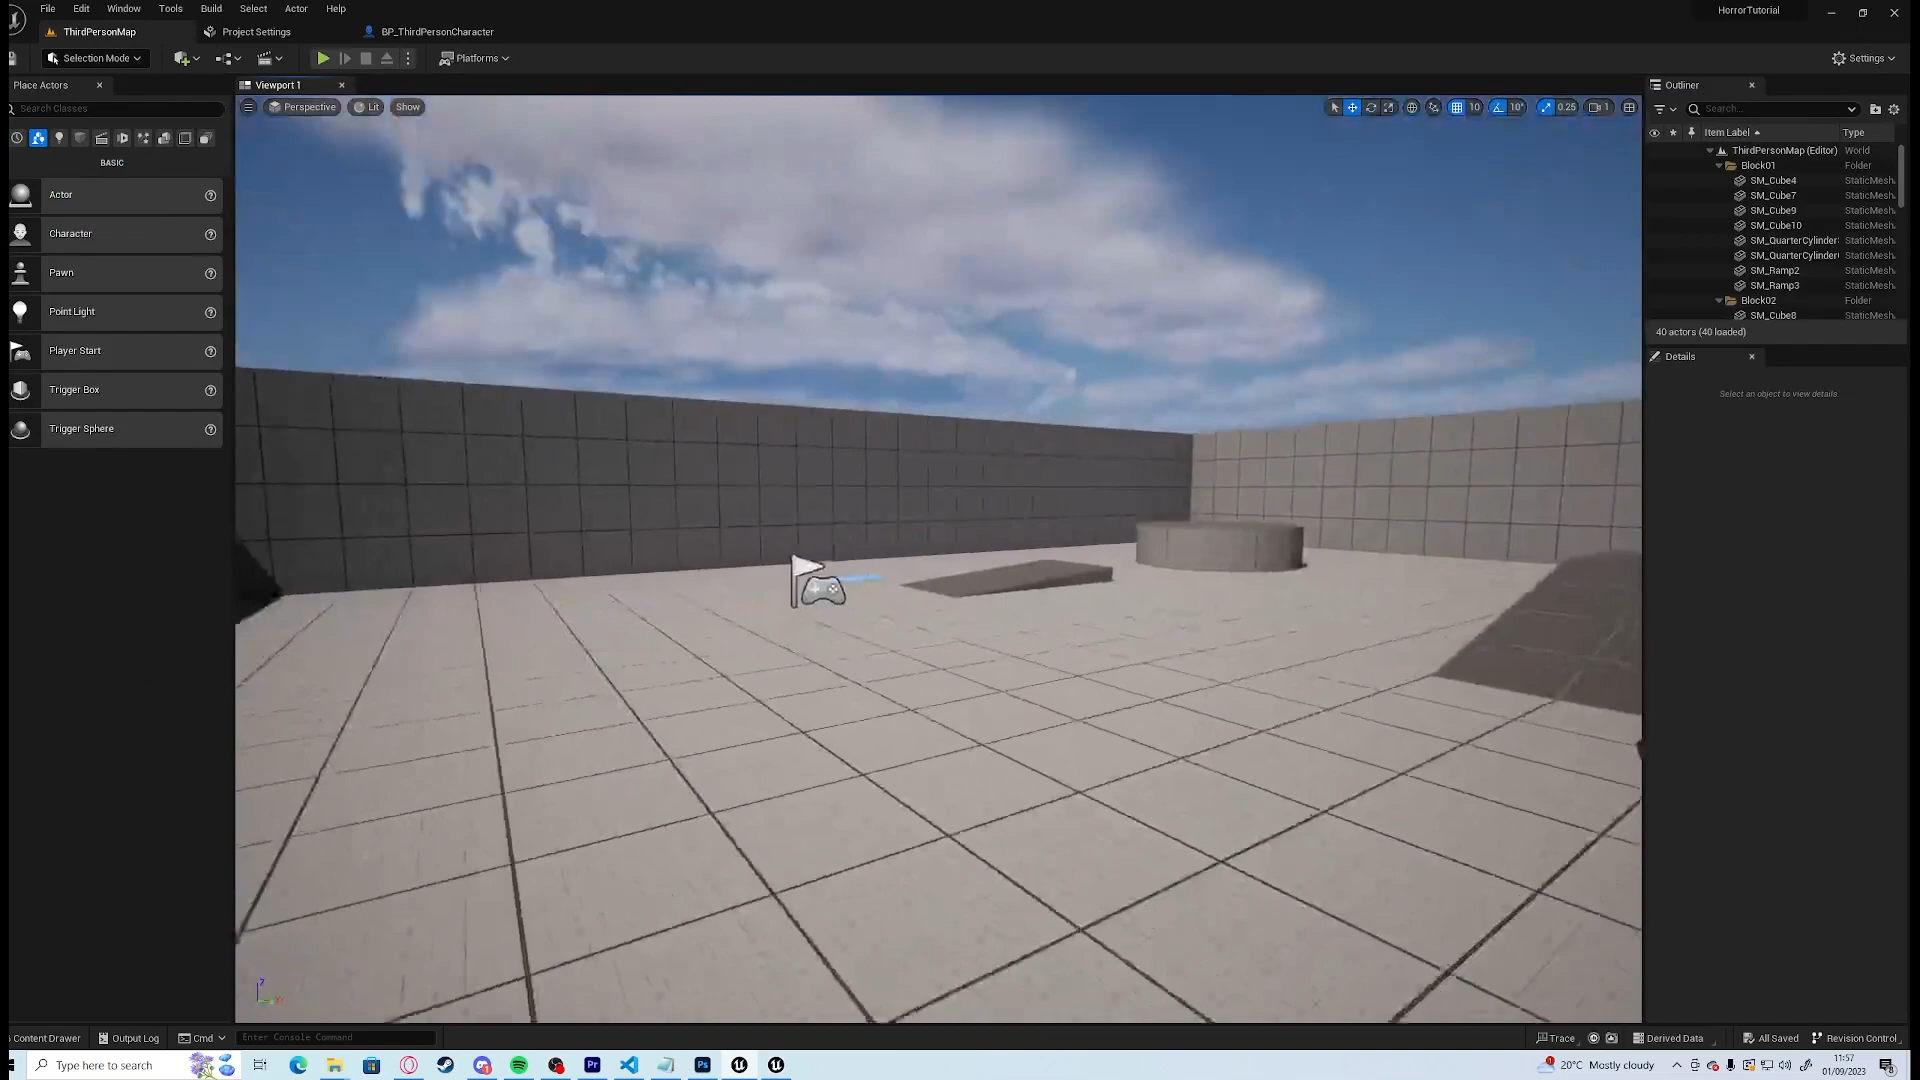 File Edit Window Tools Build Select Actor Help
HorrorTutorial
ThirdPersonMap Project Settings BP_ThirdPersonCharacter
Selection Mode Platforms Settings
Place Actors Viewport 1 Outliner
Search Classes Perspective Lit Show 10 10° 0.25 1 Search...
Item Label Type
ThirdPersonMap (Editor) World
Block01 Folder
SM_Cube4 StaticMesh
SM_Cube7 StaticMesh
SM_Cube9 StaticMesh
SM_Cube10 StaticMesh
SM_QuarterCylinder StaticMesh
SM_QuarterCylinder StaticMesh
SM_Ramp2 StaticMesh
SM_Ramp3 StaticMesh
Block02 Folder
SM_Cube8 StaticMesh
40 actors (40 loaded)
Details
Select an object to view details.
BASIC
Actor
Character
Pawn
Point Light
Player Start
Trigger Box
Trigger Sphere
Z
Content Drawer Output Log Cmd Enter Console Command Trace Derived Data All Saved Revision Control
Type here to search Pr Ps 20°C Mostly cloudy 11:57
01/09/2023